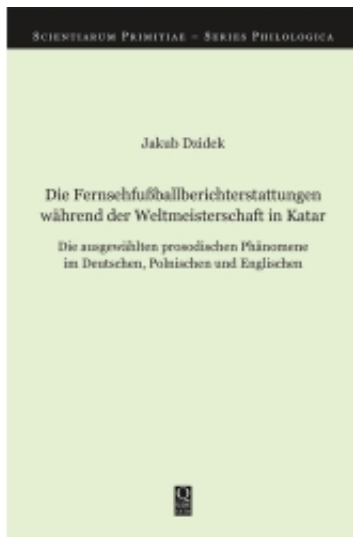 SCIENTIARUM PRIMITIAE – SERIES PHILOLOGICA
Jakub Dzidek
Die Fernsehfußballberichterstattungen
während der Weltmeisterschaft in Katar
Die ausgewählten prosodischen Phänomene
im Deutschen, Polnischen und Englischen
Q